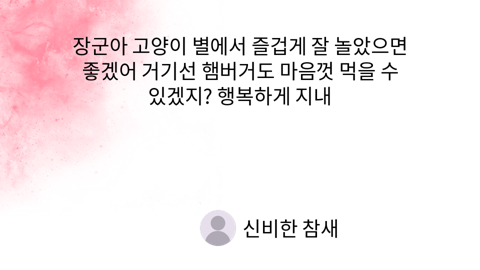 장군아 고양이 별에서 즐겁게 잘 놀았으면
좋겠어 거기선 햄버거도 마음껏 먹을 수
있겠지? 행복하게 지내
신비한 참새